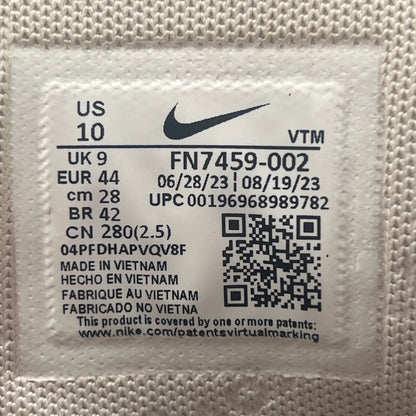 US
10
VTM
UK 9
FN7459-002
EUR 44
06/28/23 | 08/19/23
cm 28
UPC 00196968989782
BR 42
CN 280(2.5)
04PFDHAPVQV8F
MADE IN VIETNAM
HECHO EN VIETNAM
FABRIQUE AU VIETNAM
FABRICADO NO VIETNA
This product is covered by one or more patents:
www.nike.com/patentsvirtualmarking